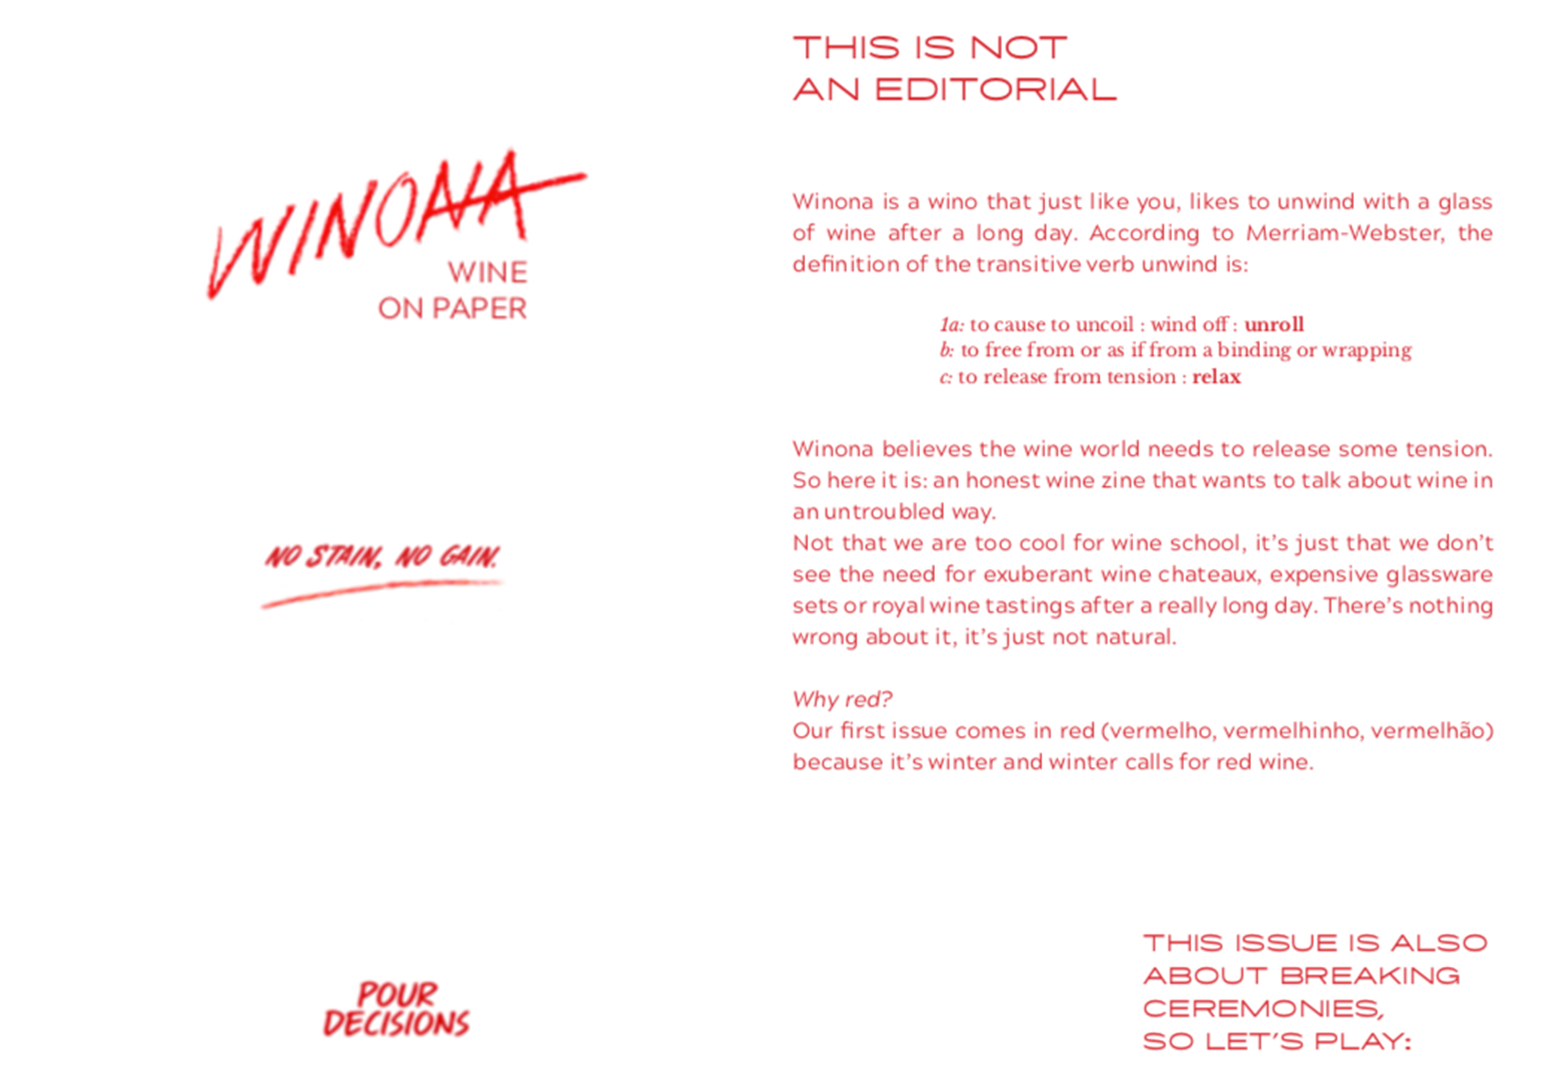 WINONA
WINE
ON PAPER
NO STAIN, NO GAIN.
POUR
DECISIONS
THIS IS NOT
AN EDITORIAL
Winona is a wino that just like you, likes to unwind with a glass
of wine after a long day. According to Merriam-Webster, the
definition of the transitive verb unwind is:
1a: to cause to uncoil : wind off : unroll
b: to free from or as if from a binding or wrapping
c: to release from tension : relax
Winona believes the wine world needs to release some tension.
So here it is: an honest wine zine that wants to talk about wine in
an untroubled way.
Not that we are too cool for wine school, it's just that we don't
see the need for exuberant wine chateaux, expensive glassware
sets or royal wine tastings after a really long day. There's nothing
wrong about it, it's just not natural.
Why red?
Our first issue comes in red (vermelho, vermelhinho, vermelhão)
because it's winter and winter calls for red wine.
THIS ISSUE IS ALSO
ABOUT BREAKING
CEREMONIES,
SO LET'S PLAY: